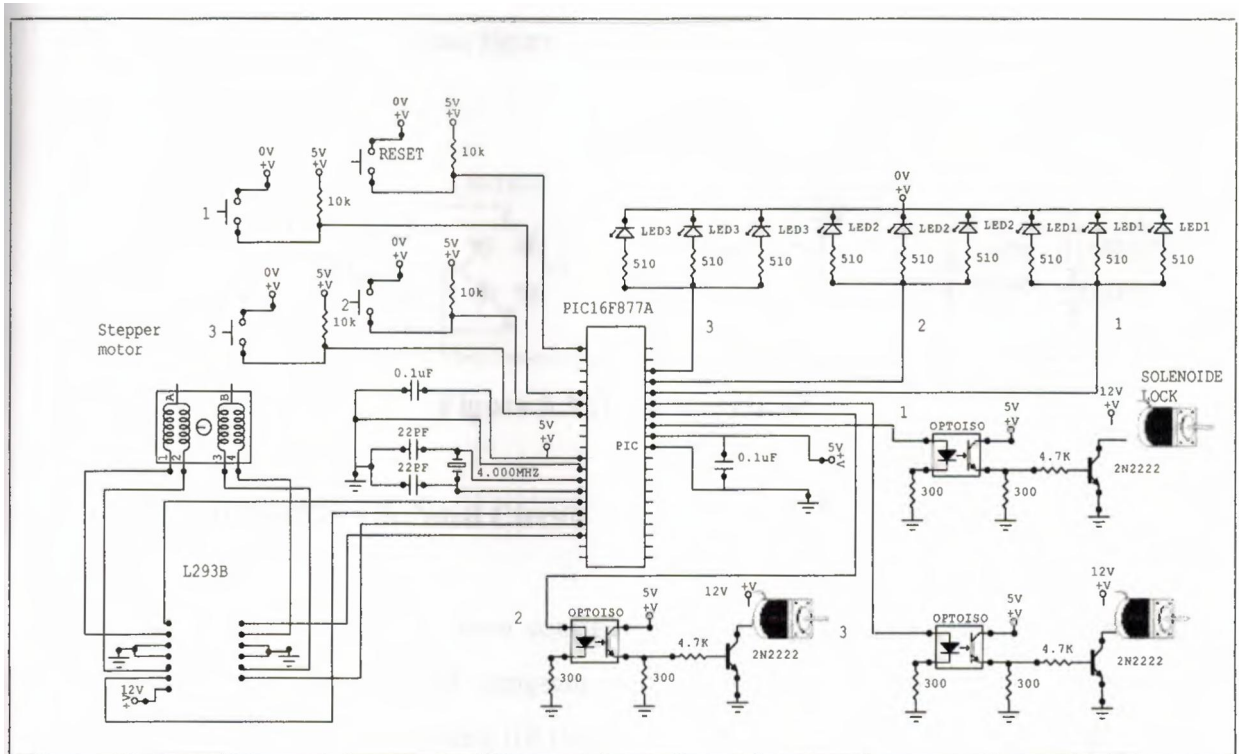 0V
+V
5V
+V
RESET
10k
0V
+V
5V
+V
1
10k
0V
+V
5V
+V
2
10k
0V
+V
5V
+V
3
10k
Stepper
motor
A
B
1
2
3
4
L293B
12V
+V
0.1uF
22PF
22PF
4.000MHZ
5V
+V
PIC16F877A
PIC
0V
+V
LED3
LED3
LED3
LED2
LED2
LED2
LED1
LED1
LED1
510
510
510
510
510
510
510
510
510
3
2
1
0.1uF
5V
+V
1
OPTOISO
5V
+V
12V
+V
SOLENOIDE
LOCK
4.7K
2N2222
300
300
2
OPTOISO
5V
+V
12V
+V
4.7K
2N2222
300
300
3
OPTOISO
5V
+V
12V
+V
4.7K
2N2222
300
300